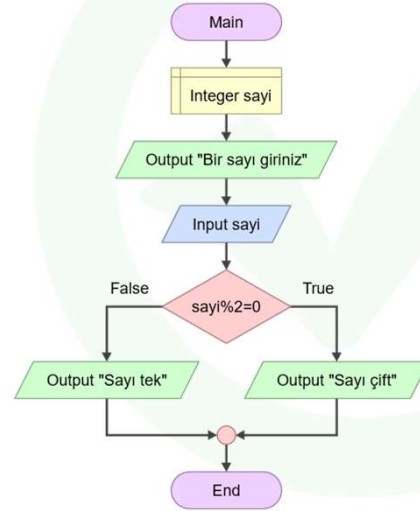 Main
Integer sayi
Output "Bir sayı giriniz"
Input sayi
False
True
sayi%2=0
Output "Sayı tek"
Output "Sayı çift"
End